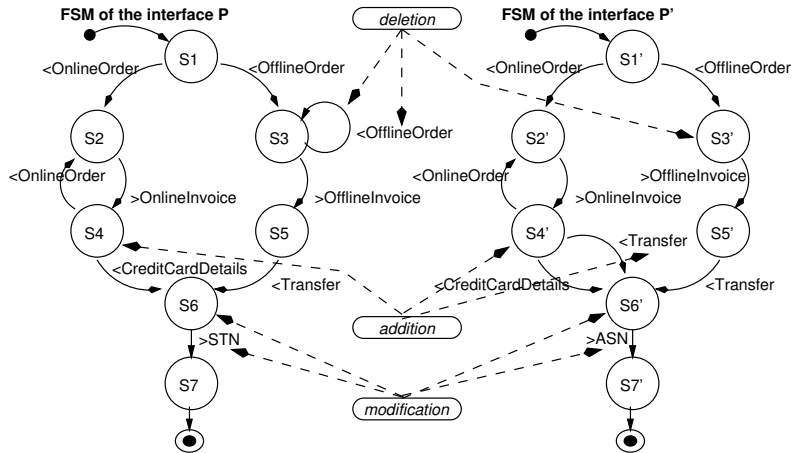 FSM of the interface P
deletion
FSM of the interface P'
S1
S1'
<OnlineOrder
<OfflineOrder
<OnlineOrder
<OfflineOrder
S2
S3
<OfflineOrder
S2'
S3'
<OnlineOrder
>OnlineInvoice
>OfflineInvoice
<OnlineOrder
>OnlineInvoice
>OfflineInvoice
S4
S5
S4'
<Transfer
S5'
<CreditCardDetails
<Transfer
<CreditCardDetails
<Transfer
S6
addition
S6'
>STN
>ASN
S7
modification
S7'